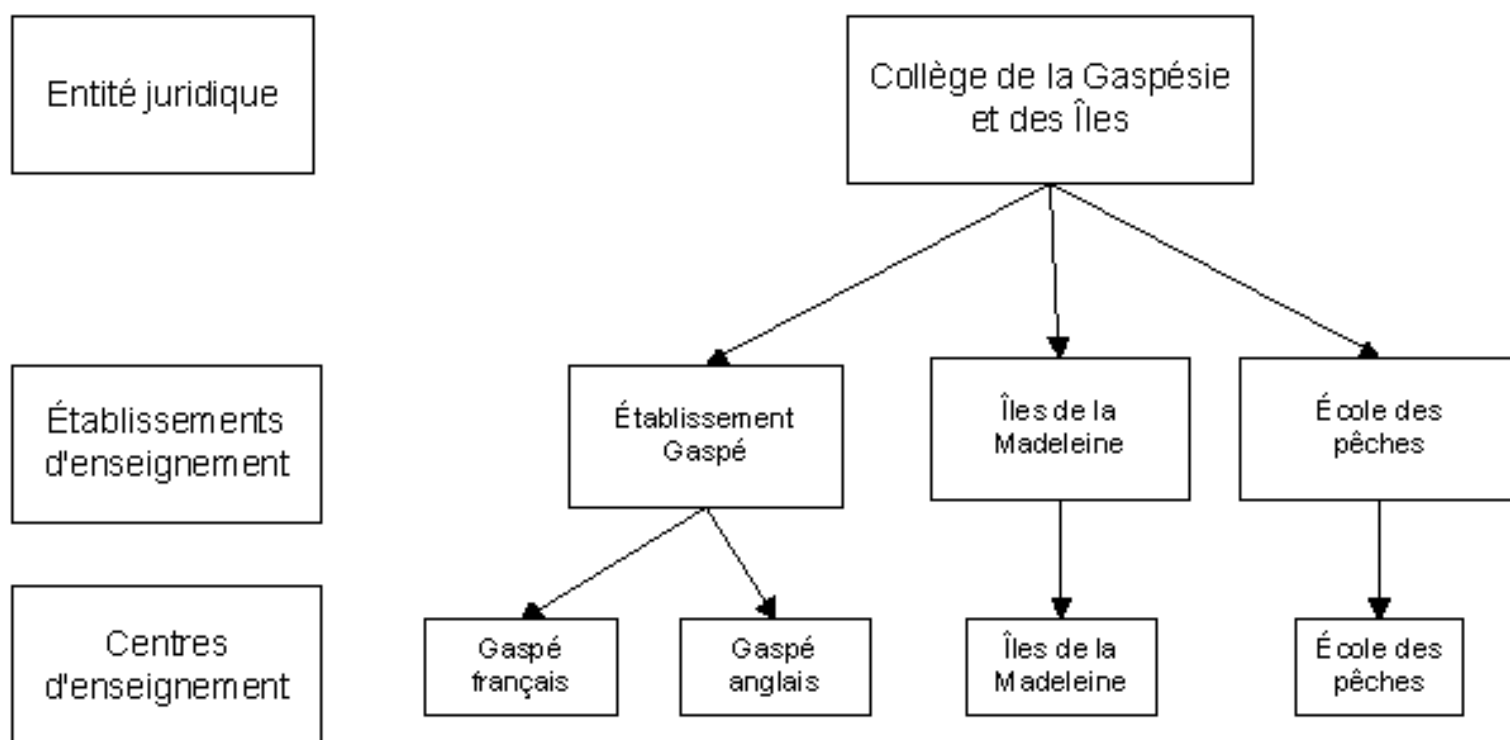 Entité juridique
Collège de la Gaspésie
et des Îles
Établissements
d'enseignement
Établissement
Gaspé
Îles de la
Madeleine
École des
pêches
Centres
d'enseignement
Gaspé
français
Gaspé
anglais
Îles de la
Madeleine
École des
pêches